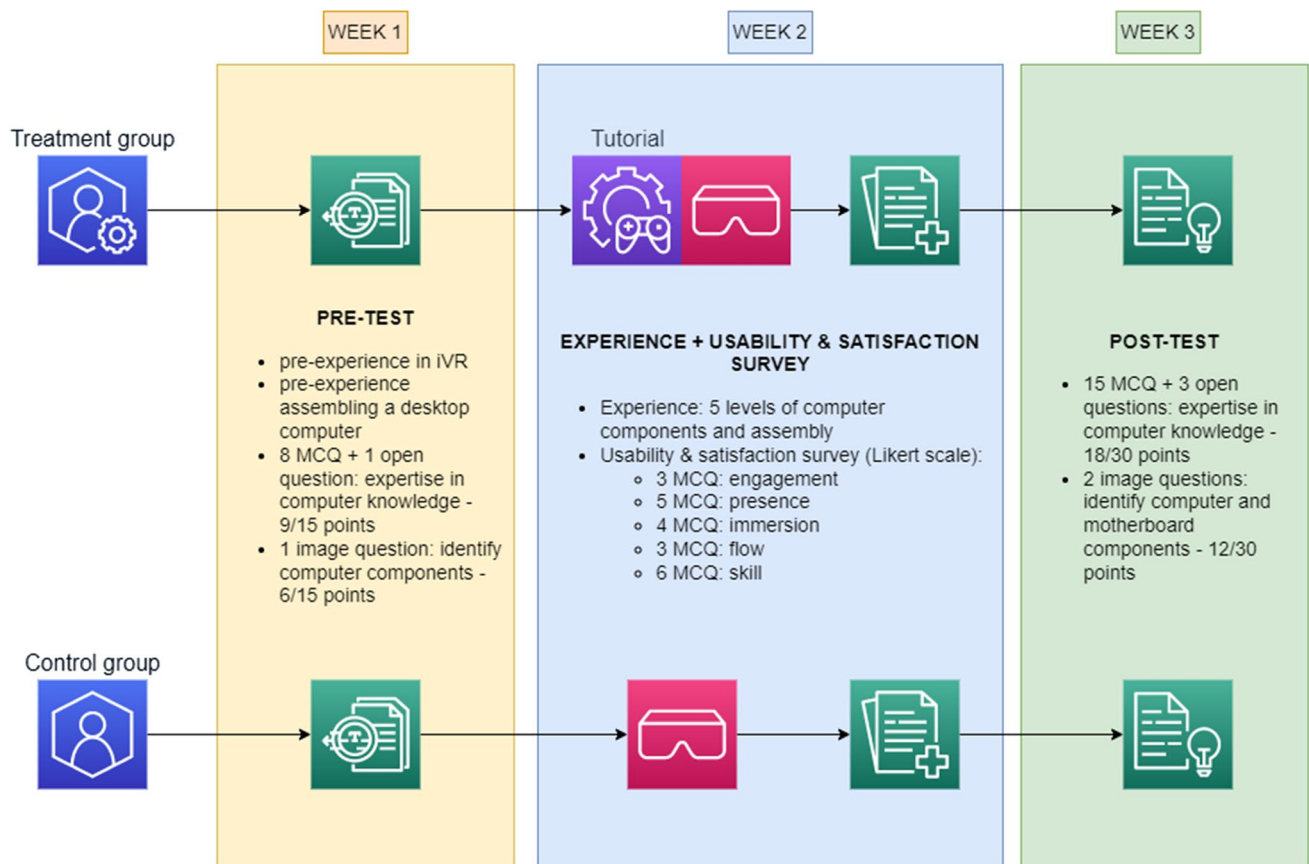 WEEK 1
WEEK 2
WEEK 3
Treatment group
Tutorial
PRE-TEST
• pre-experience in iVR
• pre-experience
assembling a desktop
computer
• 8 MCQ + 1 open
question: expertise in
computer knowledge -
9/15 points
• 1 image question: identify
computer components -
6/15 points
EXPERIENCE + USABILITY & SATISFACTION
SURVEY
• Experience: 5 levels of computer
components and assembly
• Usability & satisfaction survey (Likert scale):
○ 3 MCQ: engagement
○ 5 MCQ: presence
○ 4 MCQ: immersion
○ 3 MCQ: flow
○ 6 MCQ: skill
POST-TEST
• 15 MCQ + 3 open
questions: expertise in
computer knowledge -
18/30 points
• 2 image questions:
identify computer and
motherboard
components - 12/30
points
Control group